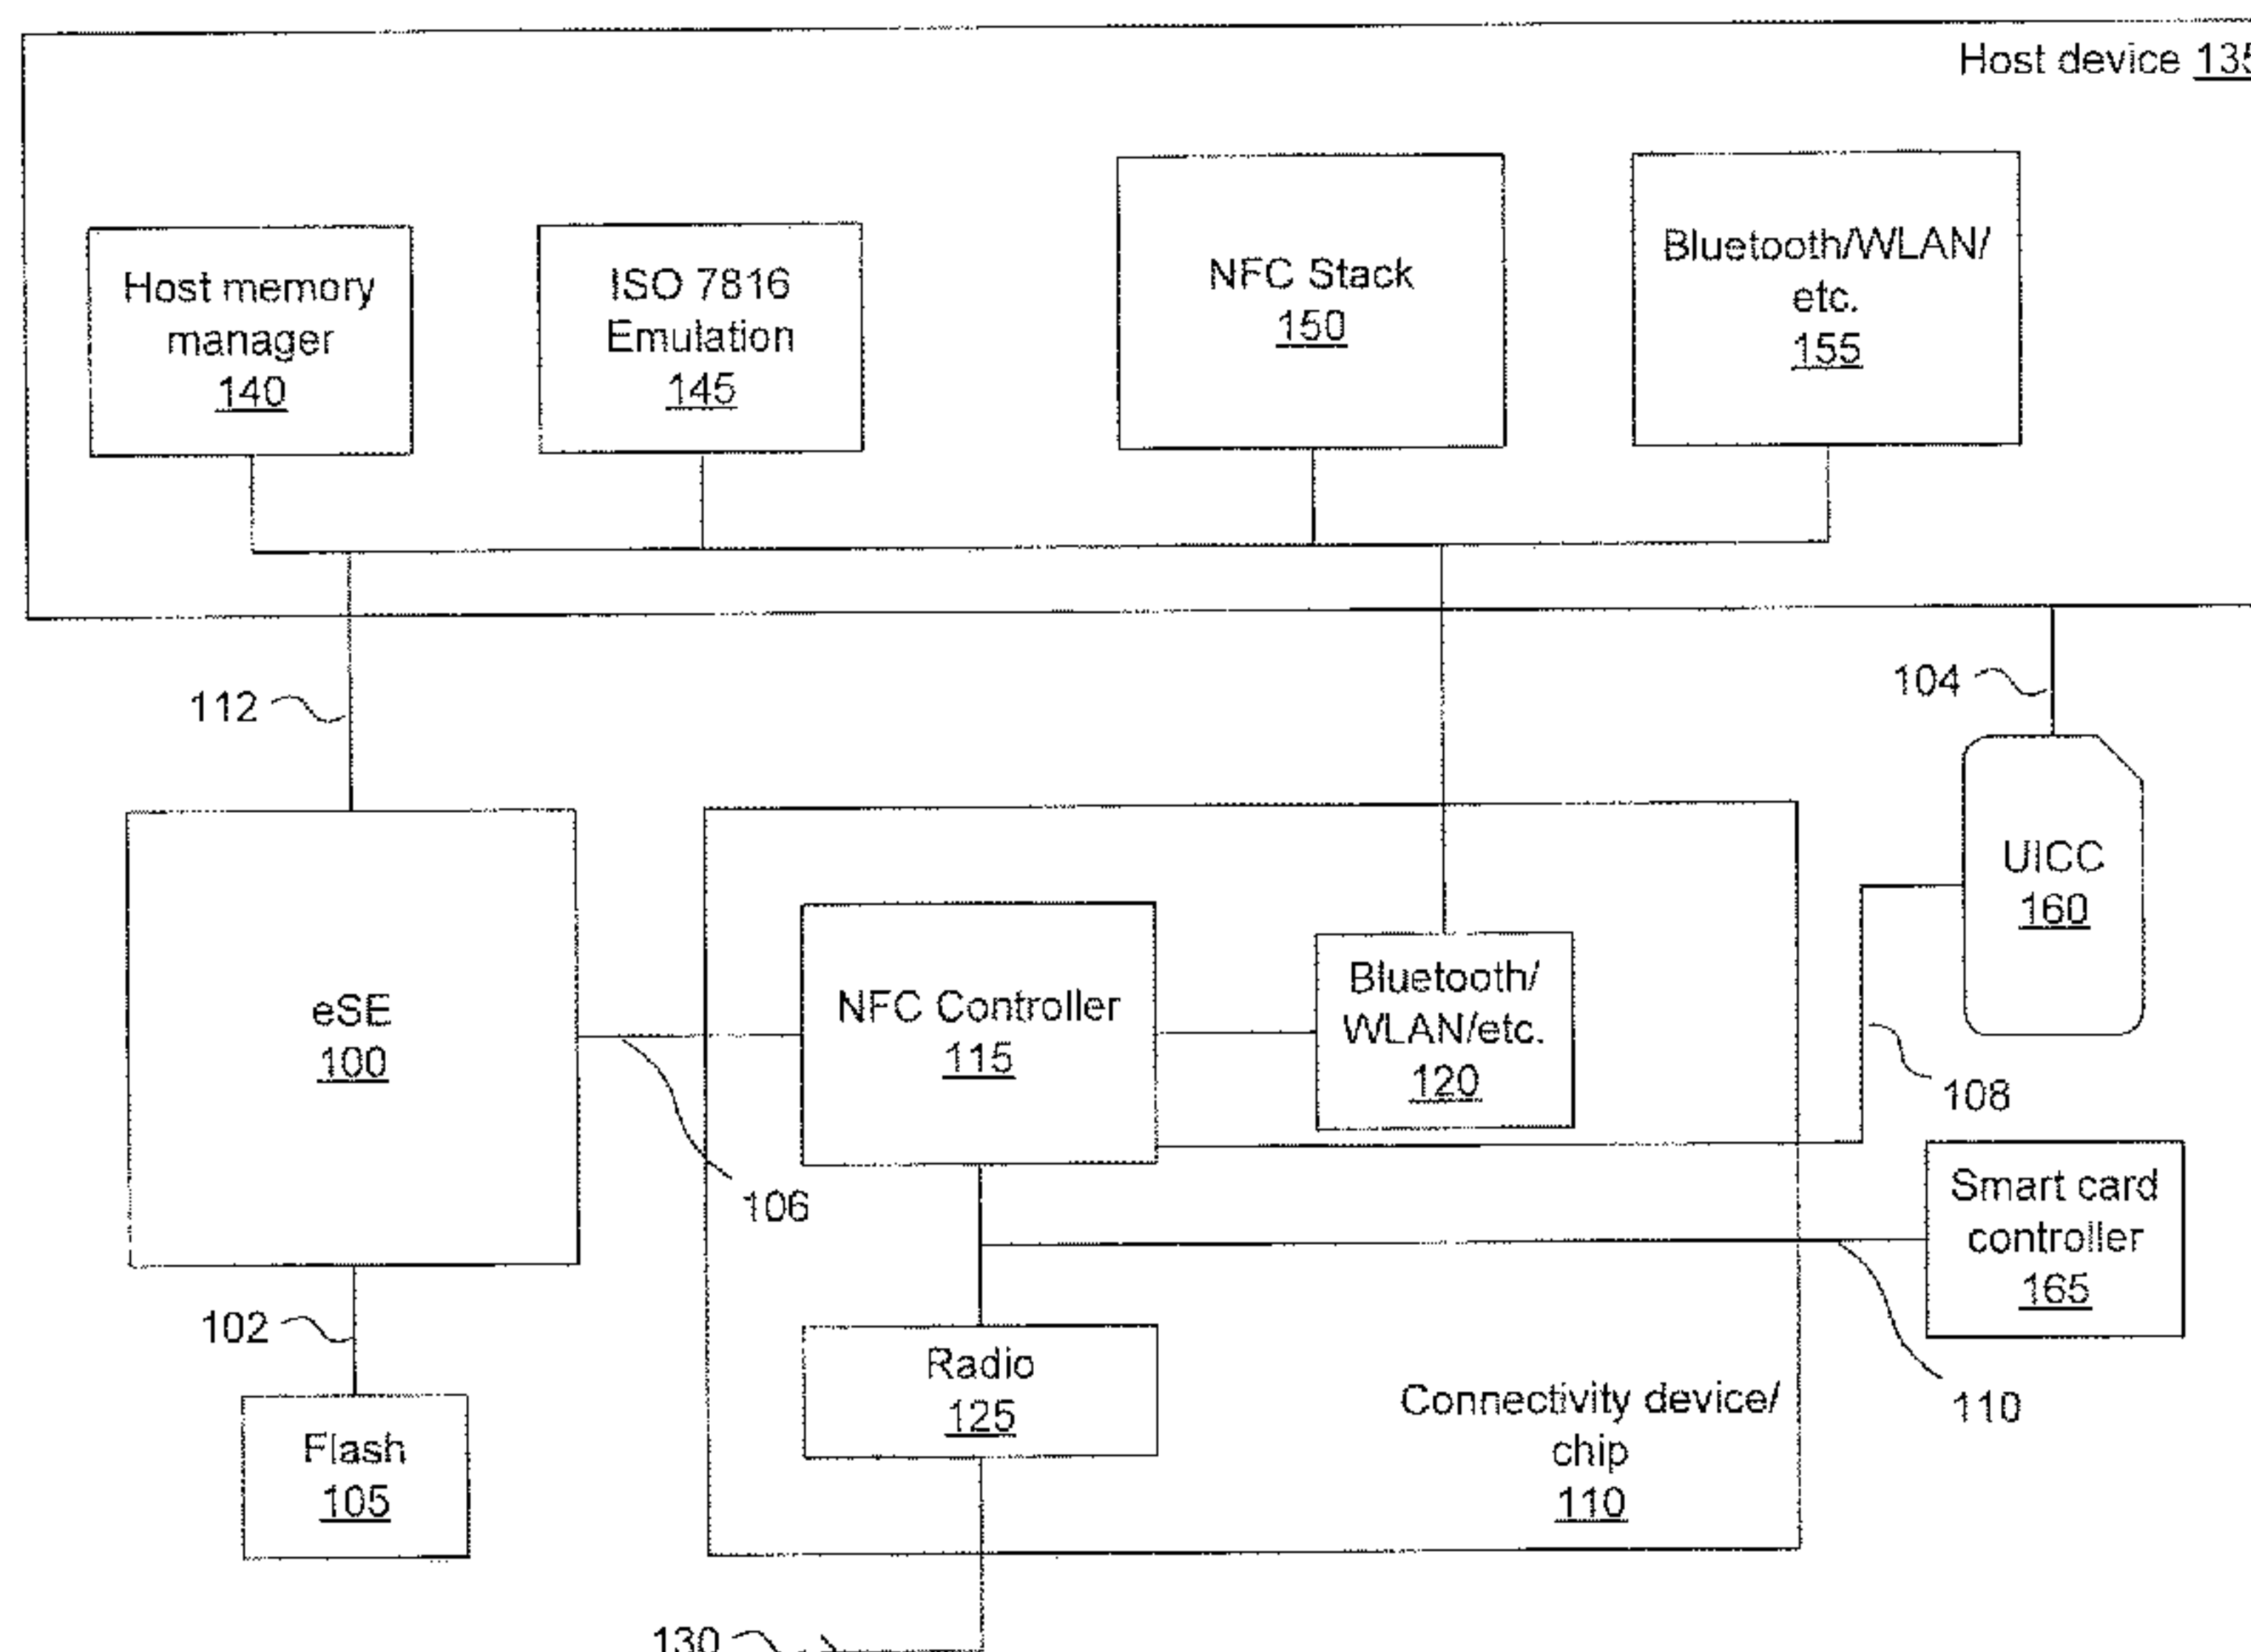 Host device 135
Host memory
manager
140
ISO 7816
Emulation
145
NFC Stack
150
Bluetooth/WLAN/
etc.
155
112
104
eSE
100
NFC Controller
115
Bluetooth/
WLAN/etc.
120
UICC
160
108
106
Smart card
controller
165
102
Flash
105
Radio
125
Connectivity device/
chip
110
110
130